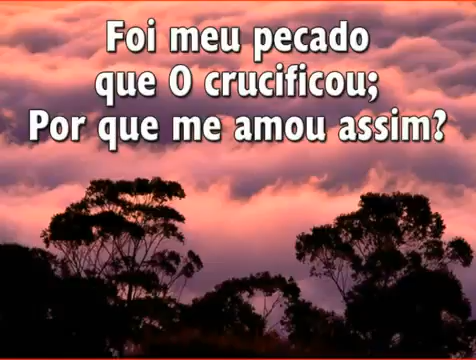 Foi meu pecado
que O crucificou;
Por que me amou assim?